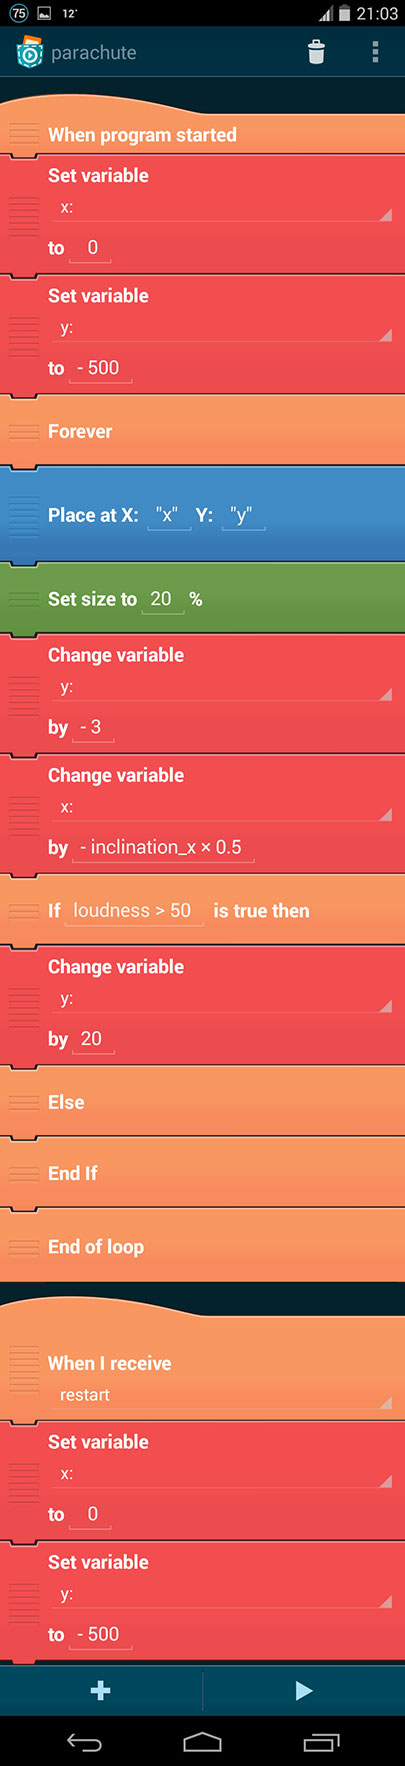 75 12° 21:03
parachute
When program started
Set variable
x:
to 0
Set variable
y:
to - 500
Forever
Place at X: "x" Y: "y"
Set size to 20 %
Change variable
y:
by - 3
Change variable
x:
by - inclination_x × 0.5
If loudness > 50 is true then
Change variable
y:
by 20
Else
End If
End of loop
When I receive
restart
Set variable
x:
to 0
Set variable
y:
to - 500